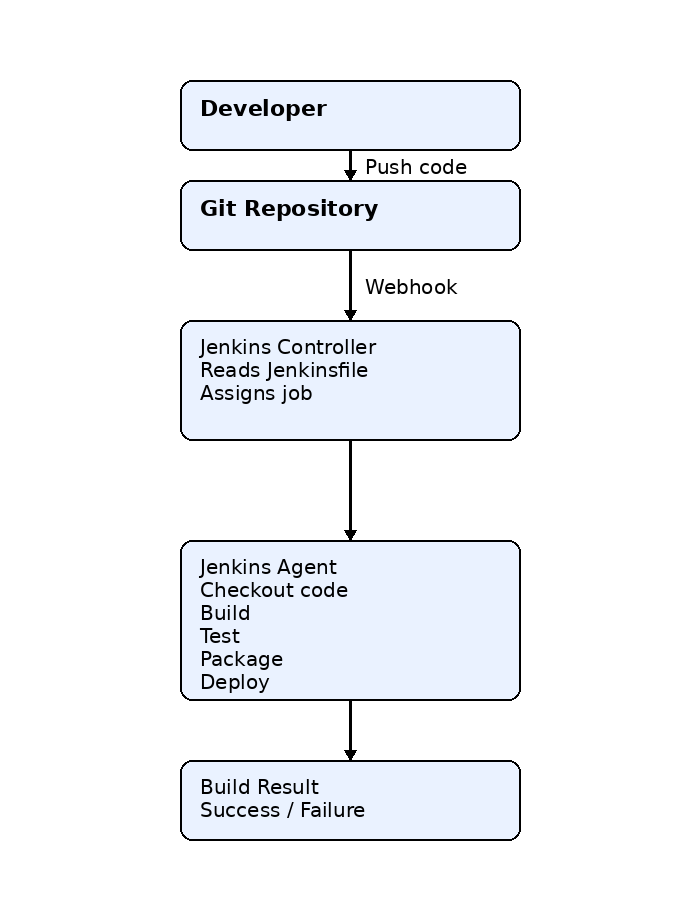 Developer
Push code
Git Repository
Webhook
Jenkins Controller
Reads Jenkinsfile
Assigns job
Jenkins Agent
Checkout code
Build
Test
Package
Deploy
Build Result
Success / Failure